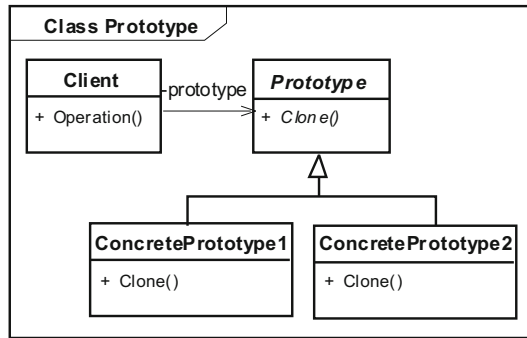 Class Prototype
Client
-prototype
Prototype
+ Operation()
+ Clone()
ConcretePrototype1
ConcretePrototype2
+ Clone()
+ Clone()